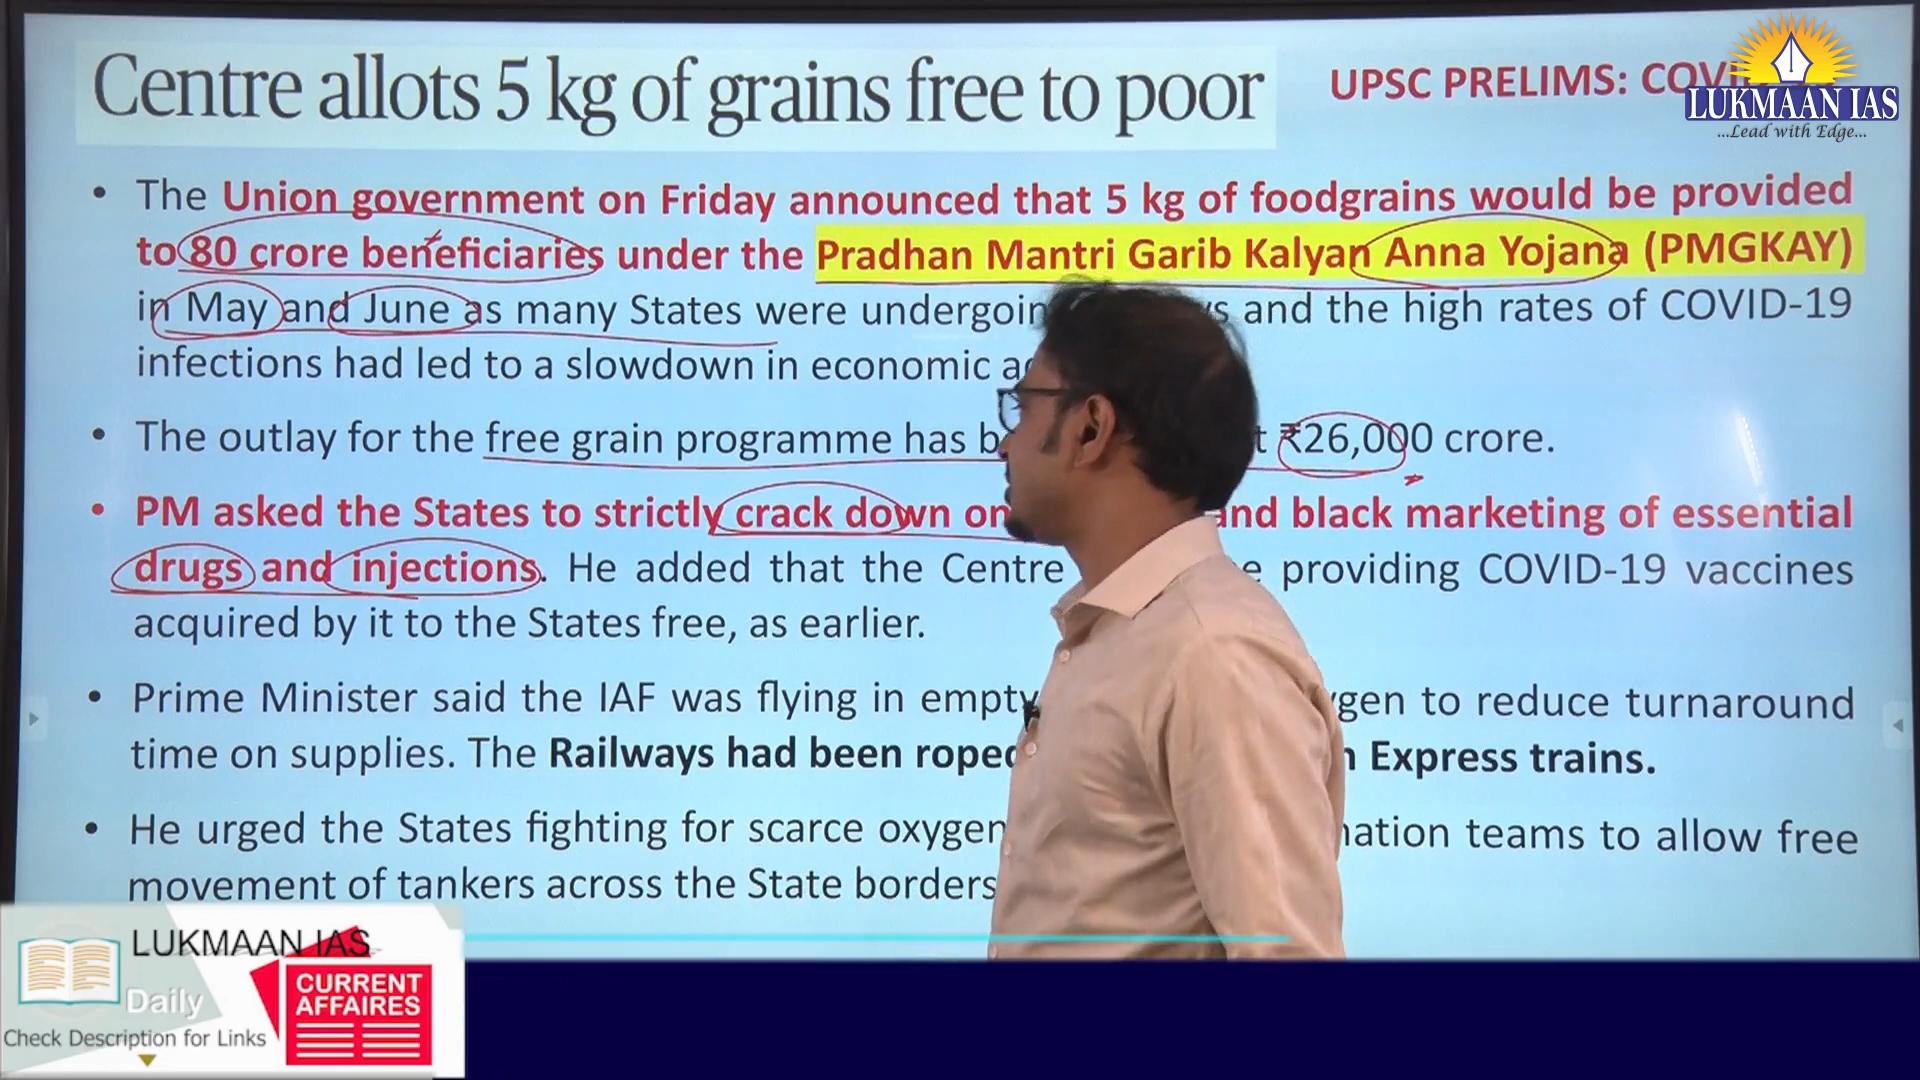 Centre allots 5 kg of grains free to poor
UPSC PRELIMS: COVI
LUKMAAN IAS
...Lead with Edge...
• The Union government on Friday announced that 5 kg of foodgrains would be provided
to 80 crore beneficiaries under the Pradhan Mantri Garib Kalyan Anna Yojana (PMGKAY)
in May and June as many States were undergoin s and the high rates of COVID-19
infections had led to a slowdown in economic a
• The outlay for the free grain programme has b t ₹26,000 crore.
• PM asked the States to strictly crack down on and black marketing of essential
drugs and injections. He added that the Centre e providing COVID-19 vaccines
acquired by it to the States free, as earlier.
• Prime Minister said the IAF was flying in empty ygen to reduce turnaround
time on supplies. The Railways had been roped n Express trains.
• He urged the States fighting for scarce oxygen nation teams to allow free
movement of tankers across the State borders
LUKMAAN IAS
Daily
CURRENT
AFFAIRES
Check Description for Links